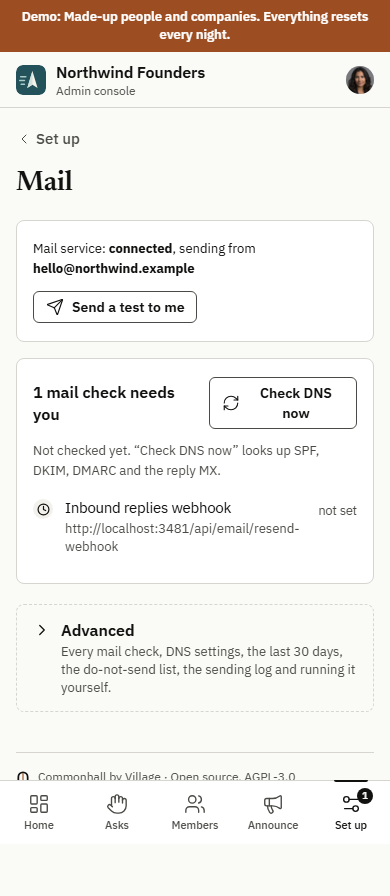 Demo: Made-up people and companies. Everything resets
every night.
Northwind Founders
Admin console
Set up
Mail
Mail service: connected, sending from
hello@northwind.example
Send a test to me
1 mail check needs
you
Check DNS
now
Not checked yet. “Check DNS now” looks up SPF,
DKIM, DMARC and the reply MX.
Inbound replies webhook
not set
http://localhost:3481/api/email/resend-
webhook
Advanced
Every mail check, DNS settings, the last 30 days,
the do-not-send list, the sending log and running it
yourself.
Commonhall by Village · Open source, AGPL-3.0
1
Home
Asks
Members
Announce
Set up